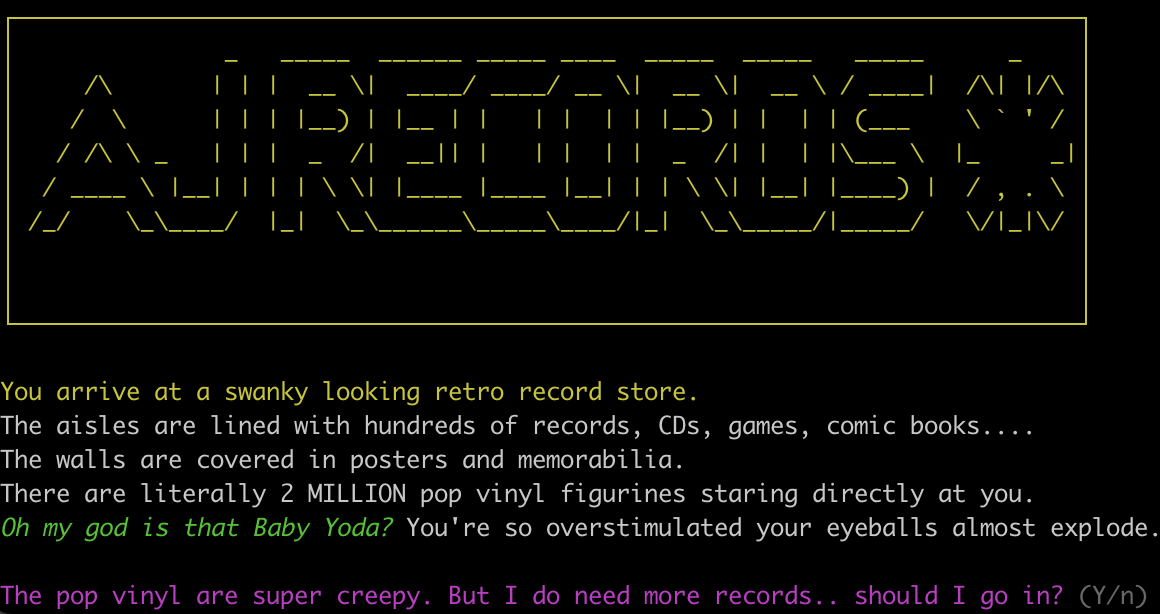 AJ RECORDS *
You arrive at a swanky looking retro record store.
The aisles are lined with hundreds of records, CDs, games, comic books....
The walls are covered in posters and memorabilia.
There are literally 2 MILLION pop vinyl figurines staring directly at you.
Oh my god is that Baby Yoda? You're so overstimulated your eyeballs almost explode.
The pop vinyl are super creepy. But I do need more records.. should I go in? (Y/n)